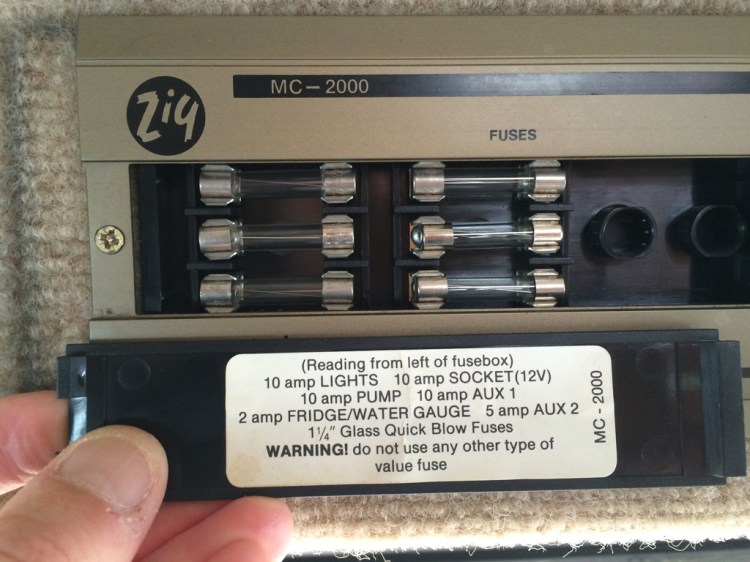 Zig
MC-2000
FUSES
(Reading from left of fusebox)
10 amp LIGHTS 10 amp SOCKET(12V)
10 amp PUMP 10 amp AUX 1
2 amp FRIDGE/WATER GAUGE 5 amp AUX 2
1¼" Glass Quick Blow Fuses
WARNING! do not use any other type of
value fuse
MC-2000